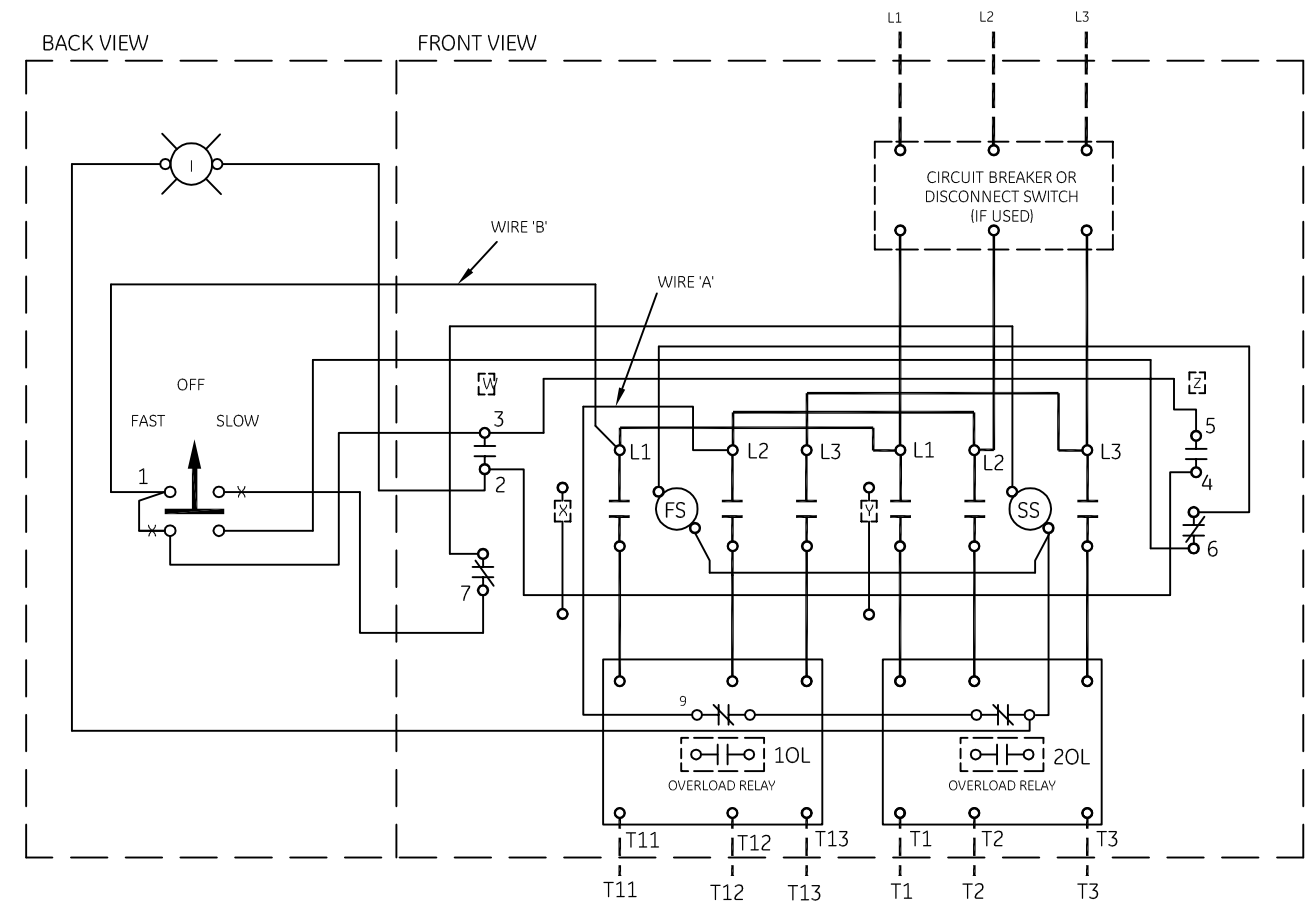 L1 L2 L3
BACK VIEW FRONT VIEW
I
CIRCUIT BREAKER OR
DISCONNECT SWITCH
(IF USED)
WIRE 'B'
WIRE 'A'
OFF
W Z
FAST SLOW
3 5
L1 L2 L3 L1 L2 L3
1 2 4
X X FS Y SS
X
6
7
9
1OL 2OL
OVERLOAD RELAY OVERLOAD RELAY
T11 T12 T13 T1 T2 T3
T11 T12 T13 T1 T2 T3